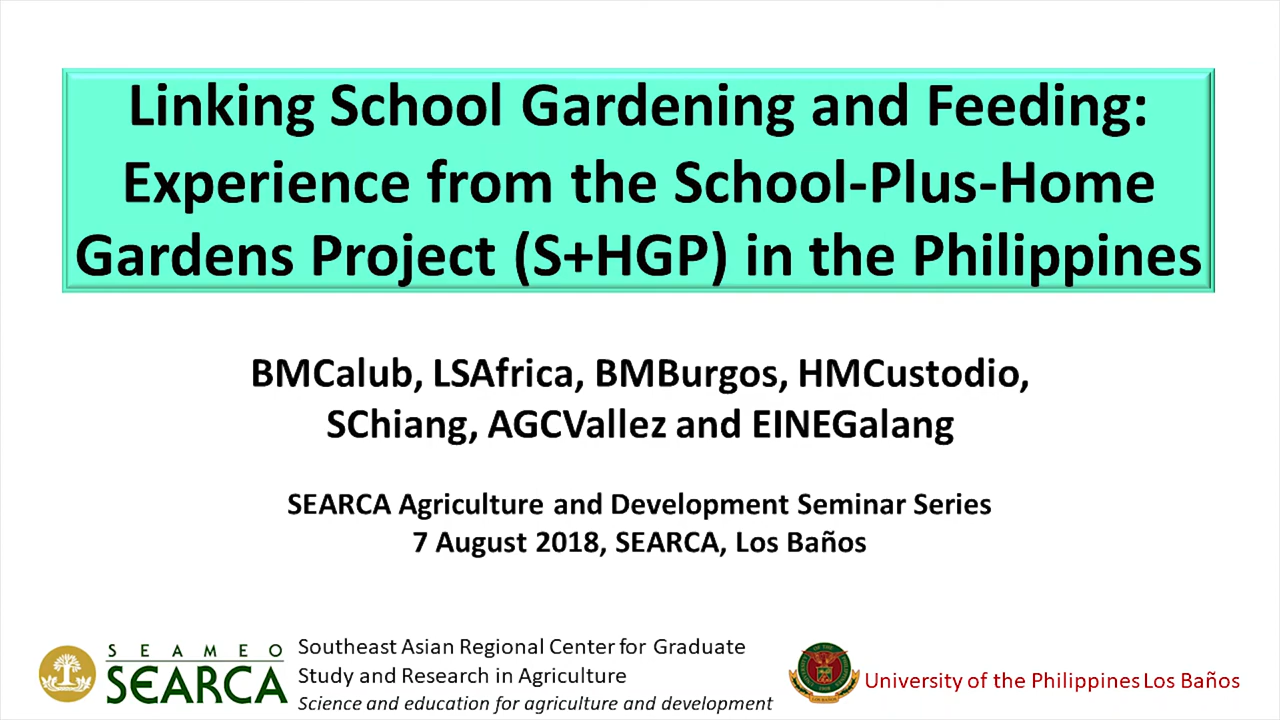 Linking School Gardening and Feeding:
Experience from the School-Plus-Home
Gardens Project (S+HGP) in the Philippines
BMCalub, LSAfrica, BMBurgos, HMCustodio,
SChiang, AGCVallez and EINEGalang
SEARCA Agriculture and Development Seminar Series
7 August 2018, SEARCA, Los Baños
SEAMEO
SEARCA
Southeast Asian Regional Center for Graduate
Study and Research in Agriculture
Science and education for agriculture and development
University of the Philippines Los Baños